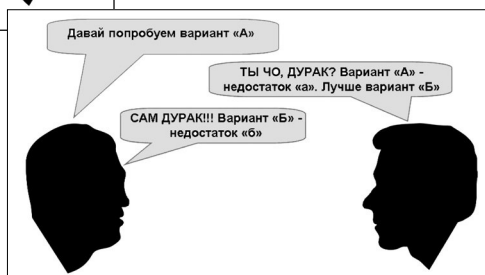 Давай попробуем вариант «А»
ТЫ ЧО, ДУРАК? Вариант «А» -
недостаток «а». Лучше вариант «Б»
САМ ДУРАК!!! Вариант «Б» -
недостаток «б»